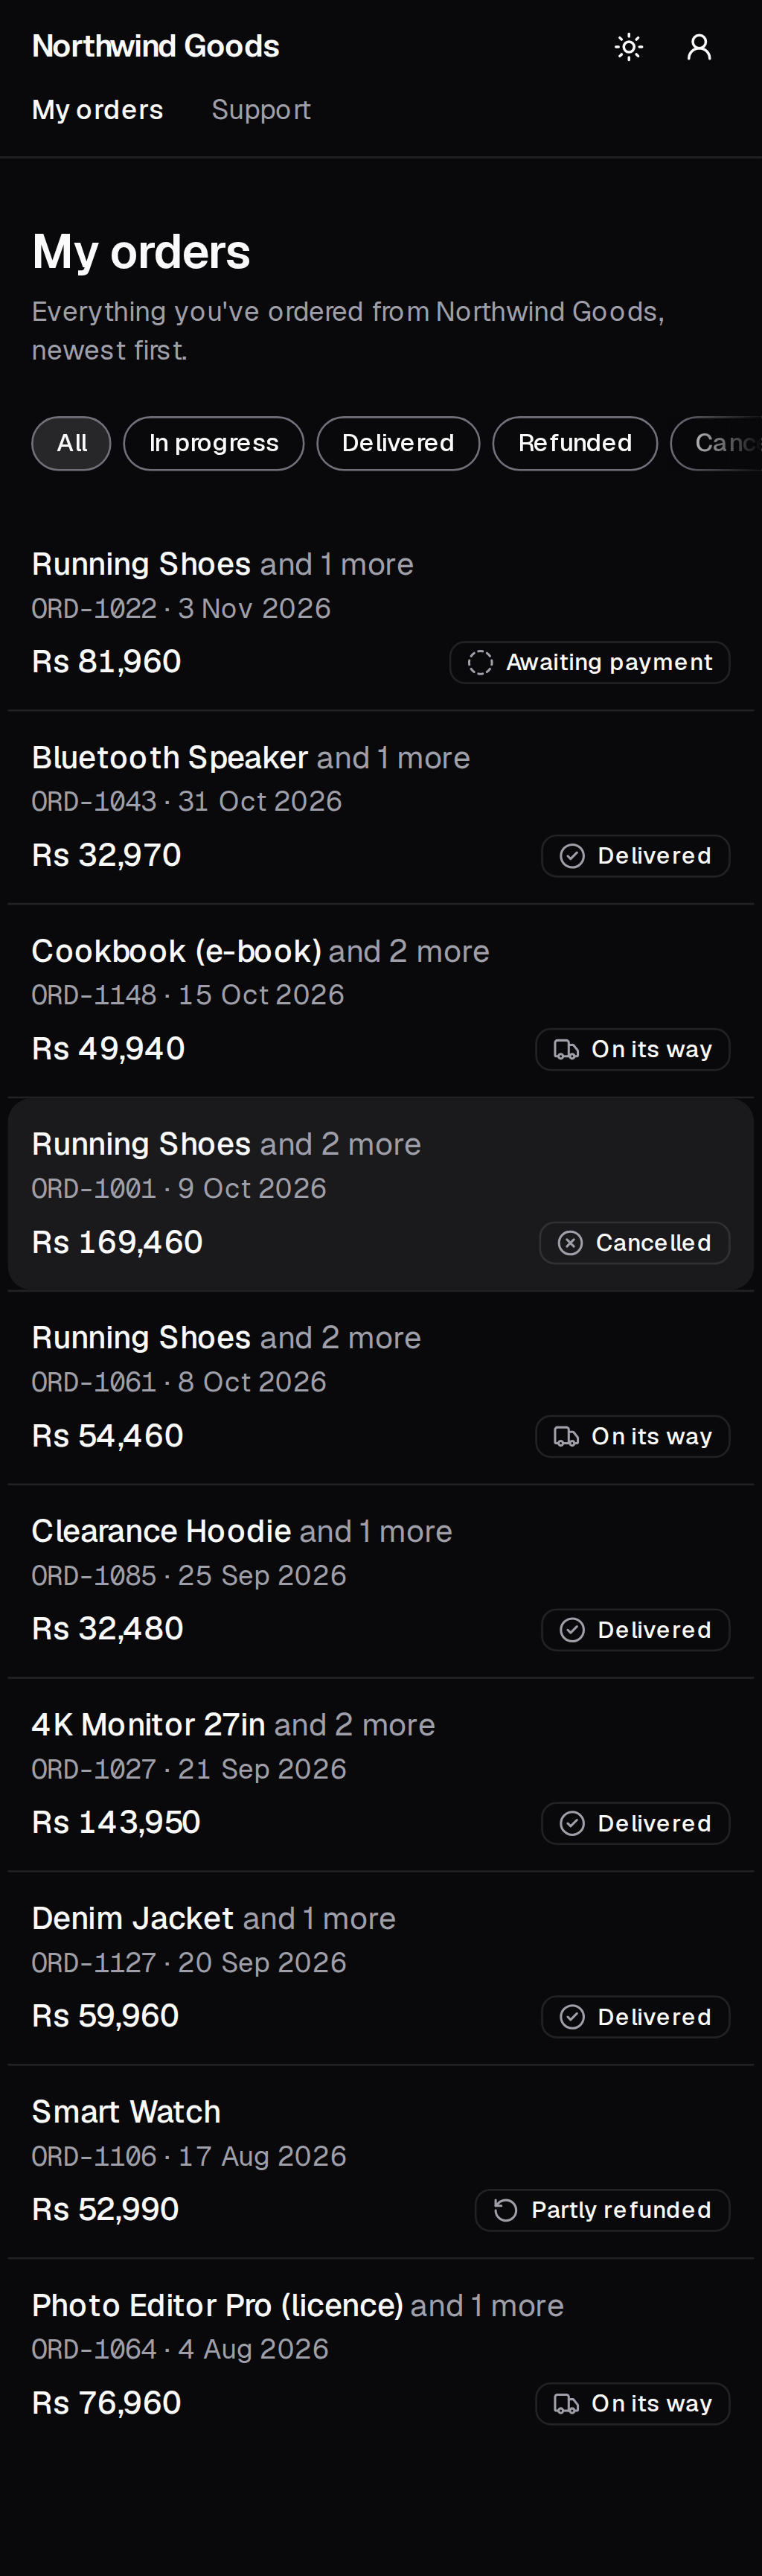 Northwind Goods
My orders Support
My orders
Everything you've ordered from Northwind Goods,
newest first.
All In progress Delivered Refunded
Running Shoes and 1 more
ORD-1022 · 3 Nov 2026
Rs 81,960 Awaiting payment
Bluetooth Speaker and 1 more
ORD-1043 · 31 Oct 2026
Rs 32,970 Delivered
Cookbook (e-book) and 2 more
ORD-1148 · 15 Oct 2026
Rs 49,940 On its way
Running Shoes and 2 more
ORD-1001 · 9 Oct 2026
Rs 169,460 Cancelled
Running Shoes and 2 more
ORD-1061 · 8 Oct 2026
Rs 54,460 On its way
Clearance Hoodie and 1 more
ORD-1085 · 25 Sep 2026
Rs 32,480 Delivered
4K Monitor 27in and 2 more
ORD-1027 · 21 Sep 2026
Rs 143,950 Delivered
Denim Jacket and 1 more
ORD-1127 · 20 Sep 2026
Rs 59,960 Delivered
Smart Watch
ORD-1106 · 17 Aug 2026
Rs 52,990 Partly refunded
Photo Editor Pro (licence) and 1 more
ORD-1064 · 4 Aug 2026
Rs 76,960 On its way